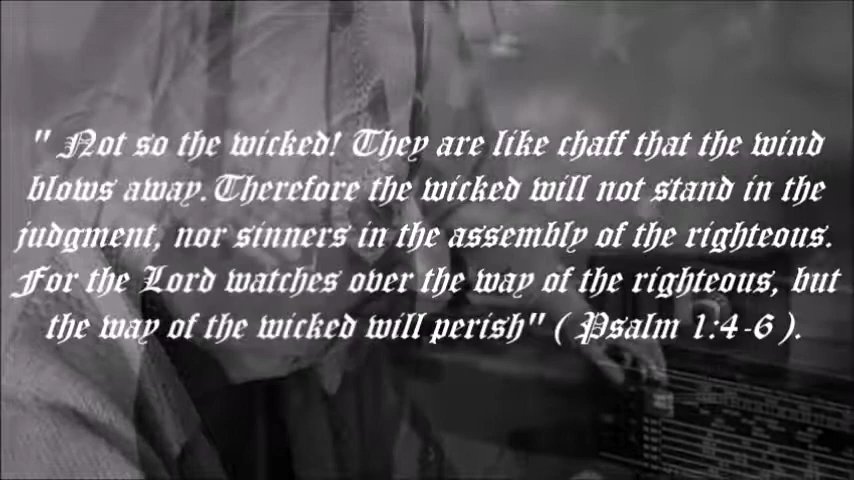 " Not so the wicked! They are like chaff that the wind
blows away.Therefore the wicked will not stand in the
judgment, nor sinners in the assembly of the righteous.
For the Lord watches over the way of the righteous, but
the way of the wicked will perish" ( Psalm 1:4-6 ).